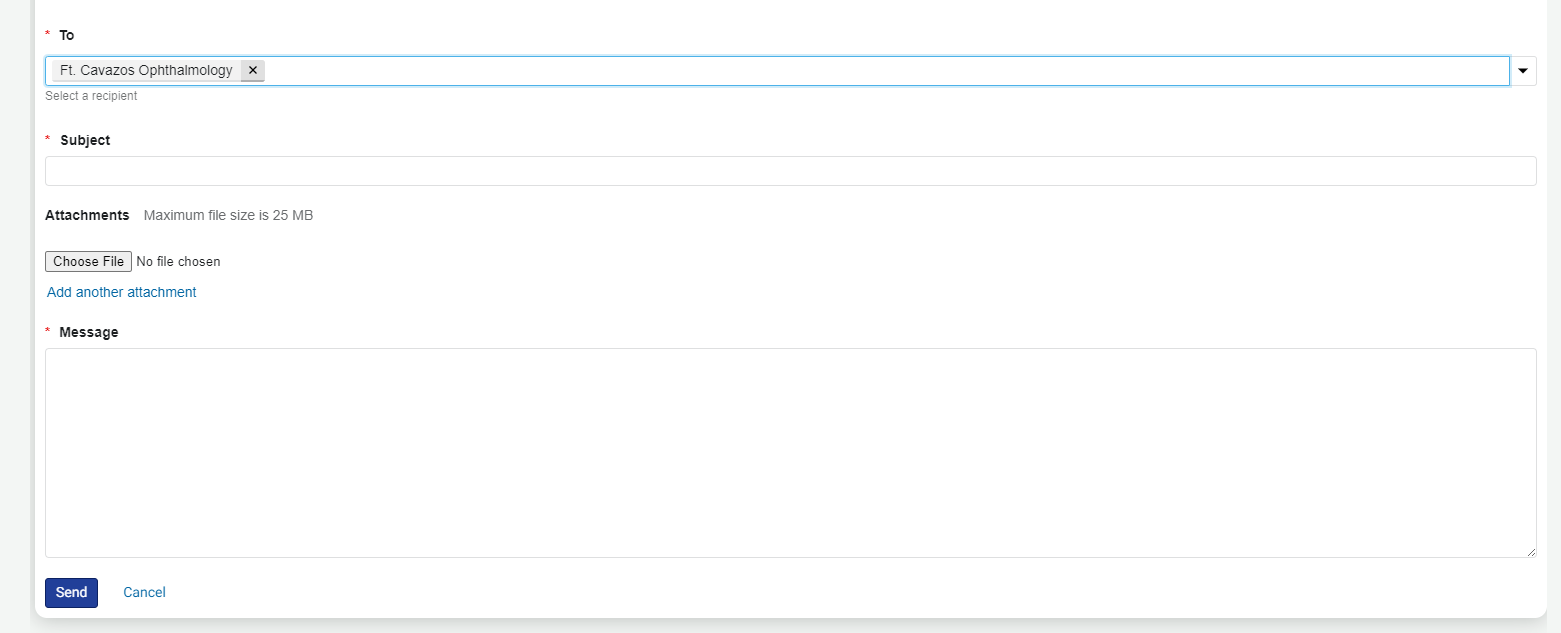 * To
Ft. Cavazos Ophthalmology ×
Select a recipient
* Subject
Attachments Maximum file size is 25 MB
Choose File No file chosen
Add another attachment
* Message
Send Cancel